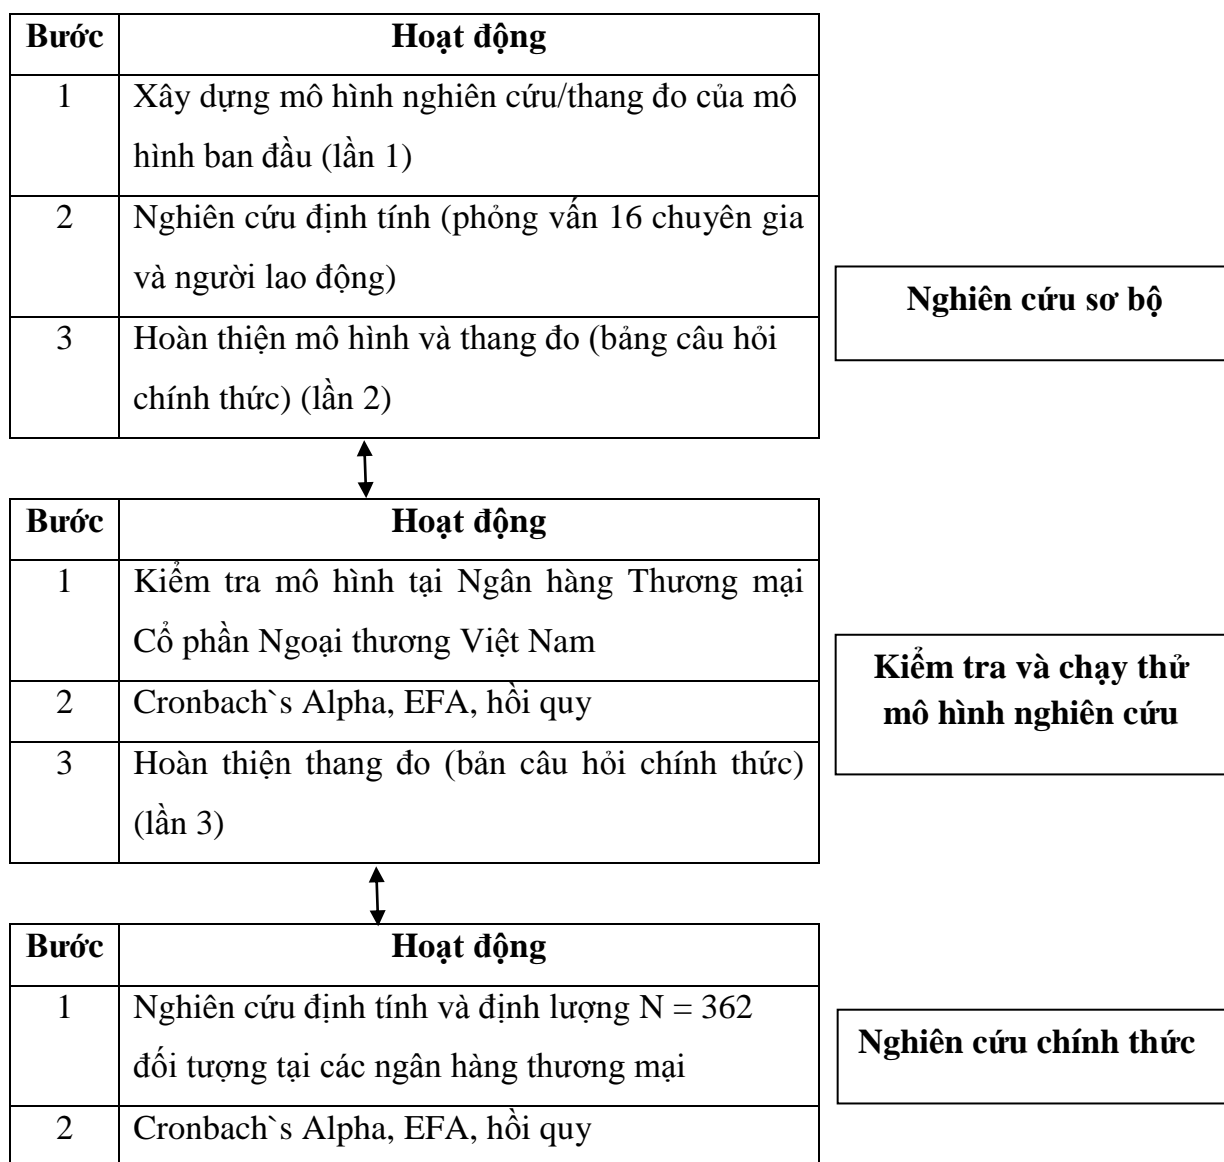 Bước Hoạt động
1 Xây dựng mô hình nghiên cứu/thang đo của mô
hình ban đầu (lần 1)
2 Nghiên cứu định tính (phỏng vấn 16 chuyên gia
và người lao động)
3 Hoàn thiện mô hình và thang đo (bảng câu hỏi
chính thức) (lần 2)
Nghiên cứu sơ bộ
Bước Hoạt động
1 Kiểm tra mô hình tại Ngân hàng Thương mại
Cổ phần Ngoại thương Việt Nam
2 Cronbach`s Alpha, EFA, hồi quy
3 Hoàn thiện thang đo (bản câu hỏi chính thức)
(lần 3)
Kiểm tra và chạy thử
mô hình nghiên cứu
Bước Hoạt động
1 Nghiên cứu định tính và định lượng N = 362
đối tượng tại các ngân hàng thương mại
2 Cronbach`s Alpha, EFA, hồi quy
Nghiên cứu chính thức